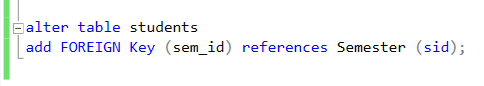 alter table students
add FOREIGN Key (sem_id) references Semester (sid);